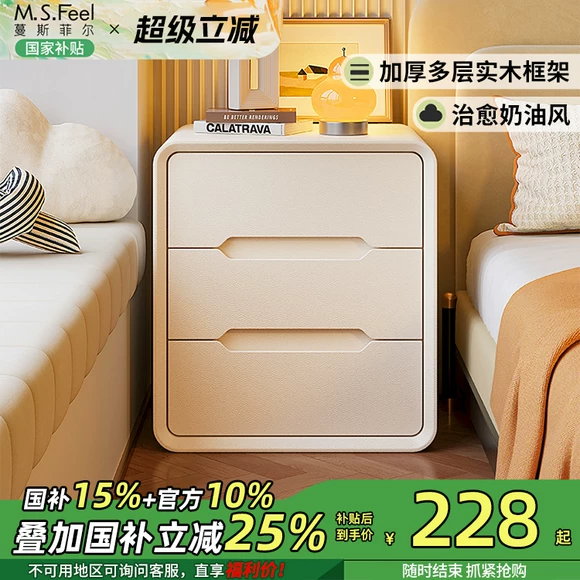 M.S.Feel
蔓斯菲尔
国家补贴
× 超级立减
加厚多层实木框架
治愈奶油风
CALATRAVA
国补15%+官方10%
叠加国补立减25%
补贴后
到手价
¥228起
不可用地区可询问客服，直享福利价！
随时结束 抓紧抢购